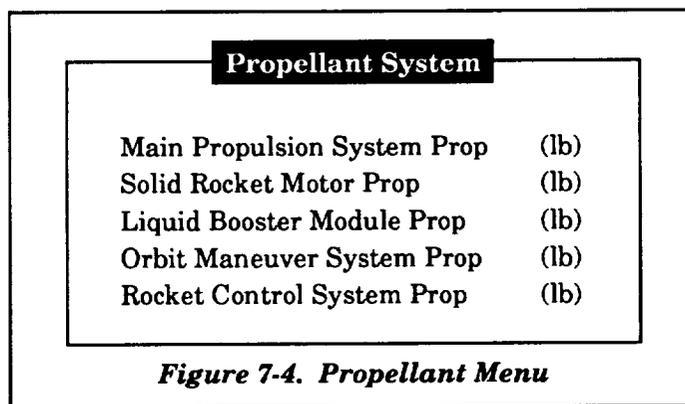 Propellant System
Main Propulsion System Prop (lb)
Solid Rocket Motor Prop (lb)
Liquid Booster Module Prop (lb)
Orbit Maneuver System Prop (lb)
Rocket Control System Prop (lb)
Figure 7-4. Propellant Menu